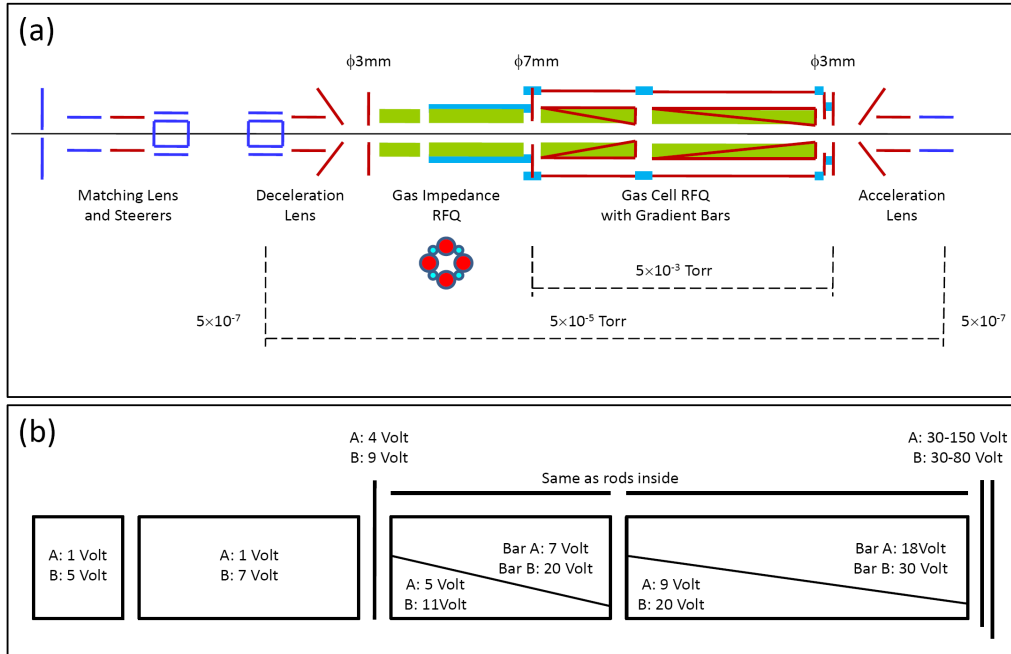 (a)
ϕ3mm
ϕ7mm
ϕ3mm
Matching Lens
and Steerers
Deceleration
Lens
Gas Impedance
RFQ
Gas Cell RFQ
with Gradient Bars
Acceleration
Lens
5×10⁻³ Torr
5×10⁻⁷
5×10⁻⁵ Torr
5×10⁻⁷
(b)
A: 4 Volt
B: 9 Volt
A: 30-150 Volt
B: 30-80 Volt
Same as rods inside
A: 1 Volt
B: 5 Volt
A: 1 Volt
B: 7 Volt
Bar A: 7 Volt
Bar B: 20 Volt
A: 5 Volt
B: 11Volt
Bar A: 18Volt
Bar B: 30 Volt
A: 9 Volt
B: 20 Volt